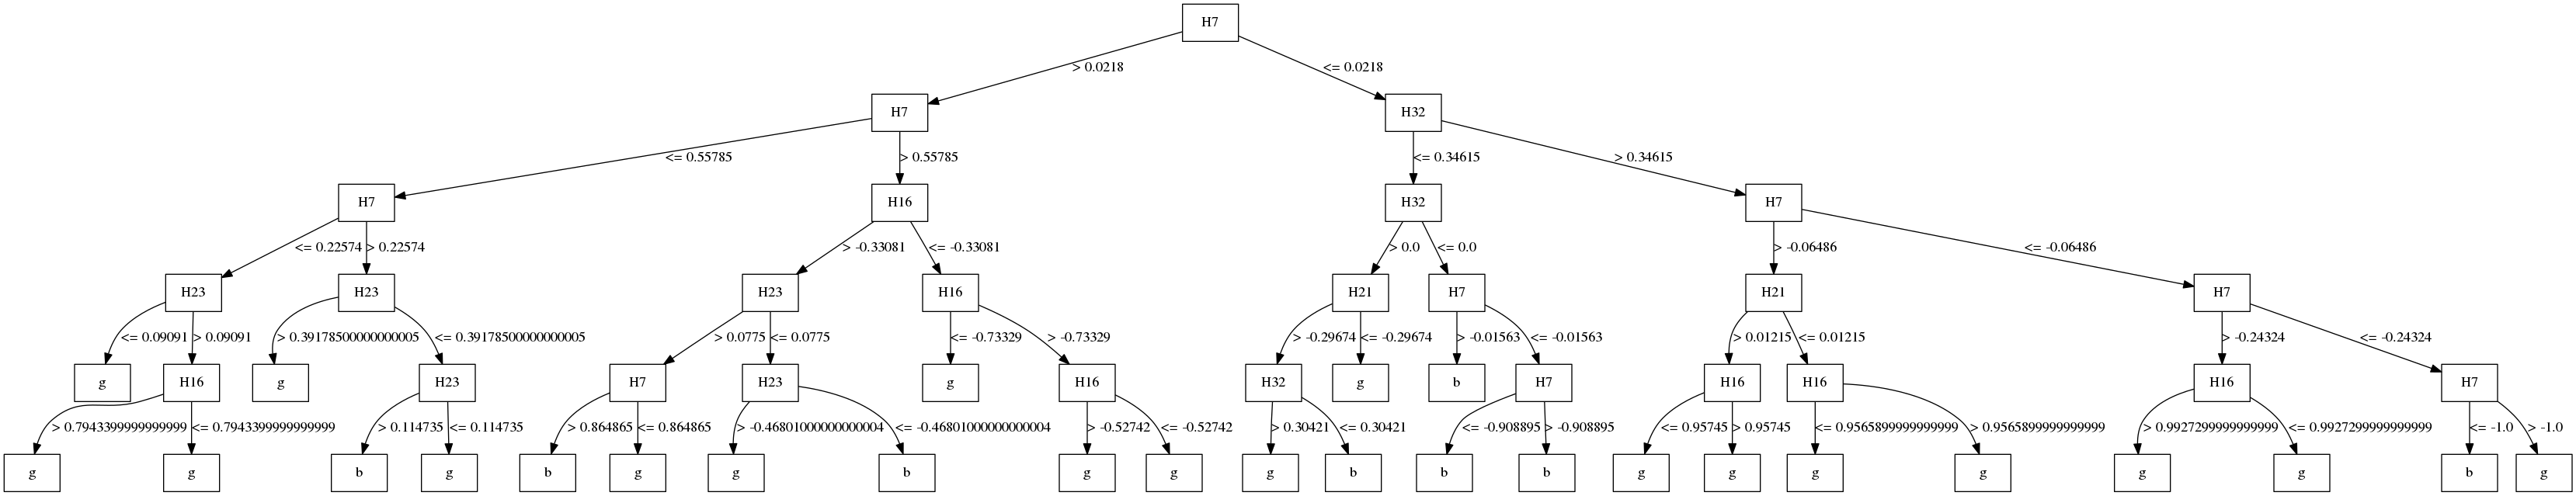 H7
> 0.0218 <= 0.0218
H7 H32
<= 0.55785 > 0.55785 <= 0.34615 > 0.34615
H7 H16 H32 H7
<= 0.22574 > 0.22574 > -0.33081 <= -0.33081 > 0.0 <= 0.0 > -0.06486 <= -0.06486
H23 H23 H23 H16 H21 H7 H21 H7
<= 0.09091 > 0.09091 > 0.39178500000000005 <= 0.39178500000000005 > 0.0775 <= 0.0775 <= -0.73329 > -0.73329 > -0.29674 <= -0.29674 > -0.01563 <= -0.01563 > 0.01215 <= 0.01215 > -0.24324 <= -0.24324
g H16 g H23 H7 H23 g H16 H32 g b H7 H16 H16 H16 H7
> 0.7943399999999999 <= 0.7943399999999999 > 0.114735 <= 0.114735 > 0.864865 <= 0.864865 > -0.46801000000000004 <= -0.46801000000000004 > -0.52742 <= -0.52742 > 0.30421 <= 0.30421 <= -0.908895 > -0.908895 <= 0.95745 > 0.95745 <= 0.9565899999999999 > 0.9565899999999999 > 0.9927299999999999 <= 0.9927299999999999 <= -1.0 > -1.0
g g b g b g g b g g g b b b g g g g g g b g